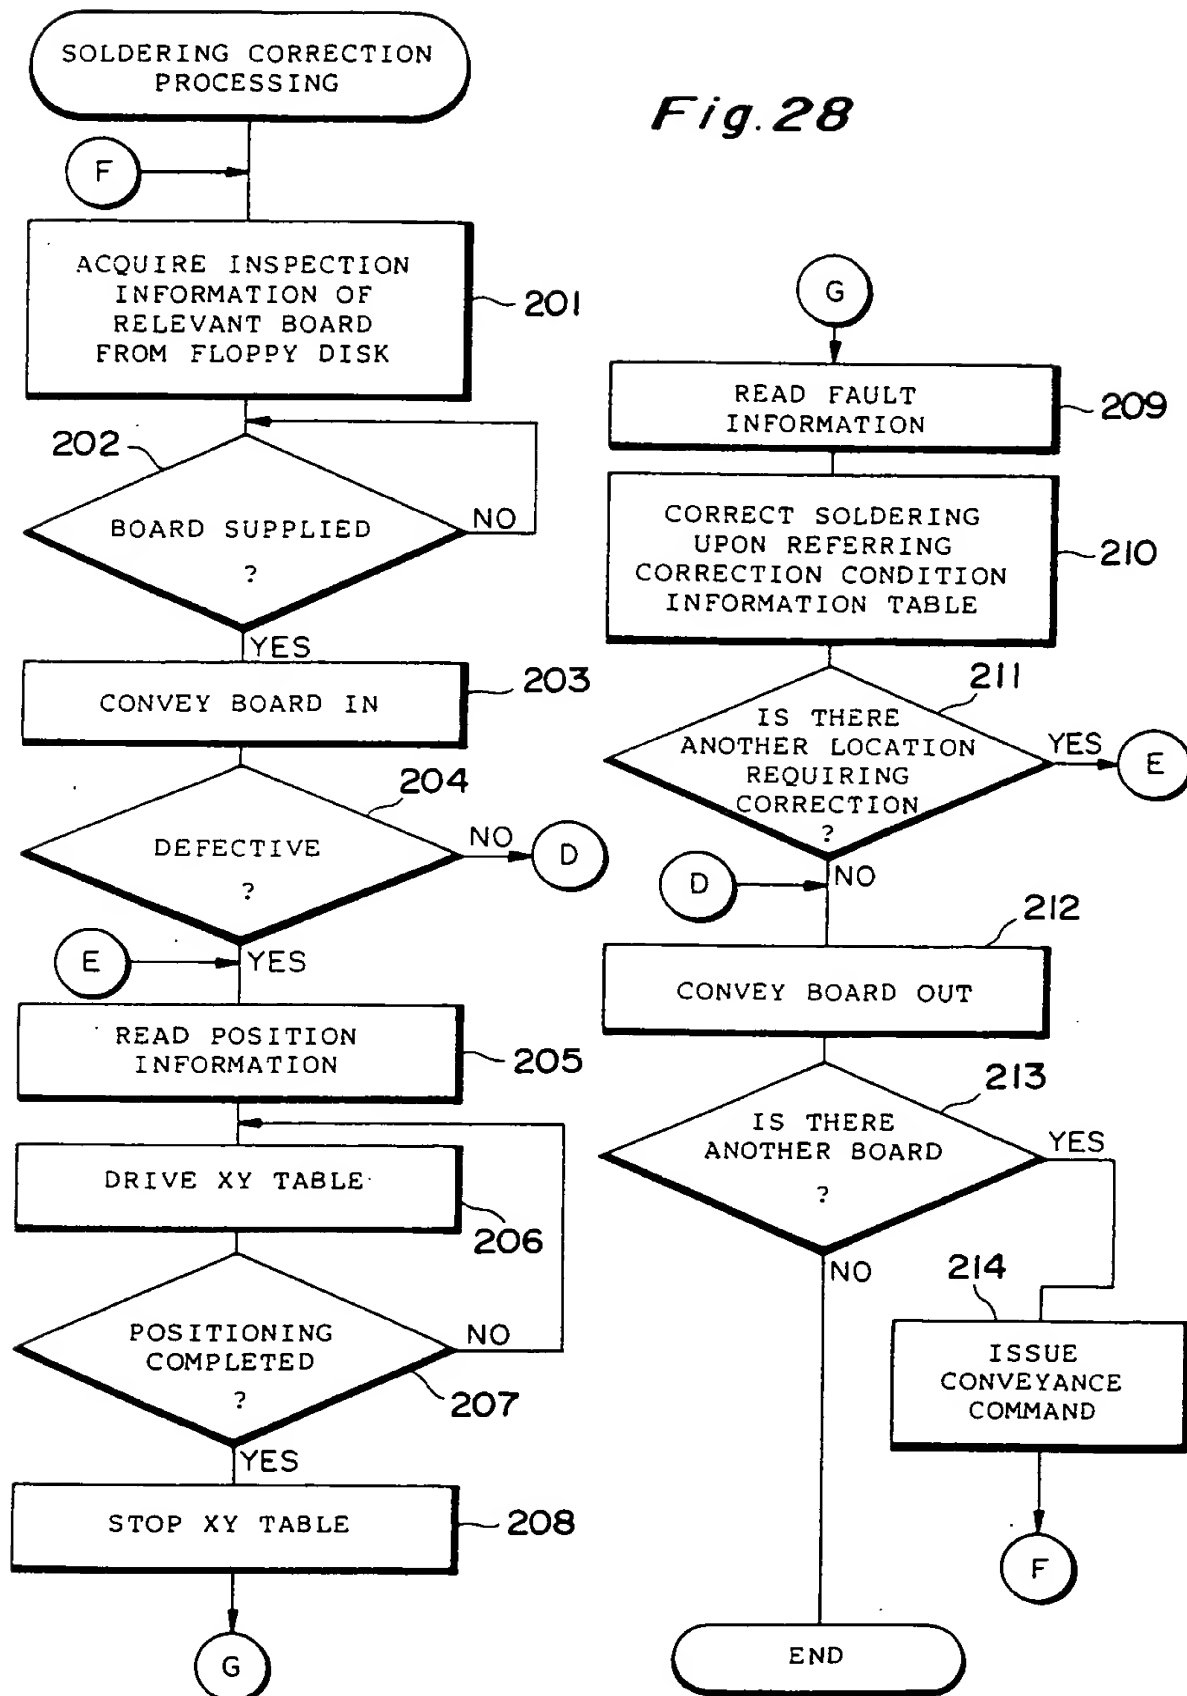 SOLDERING CORRECTION
PROCESSING
Fig.28
F
ACQUIRE INSPECTION
INFORMATION OF
RELEVANT BOARD
FROM FLOPPY DISK
201
202
BOARD SUPPLIED
?
NO
YES
CONVEY BOARD IN
203
204
DEFECTIVE
?
NO
D
E
YES
READ POSITION
INFORMATION
205
DRIVE XY TABLE
206
POSITIONING
COMPLETED
?
NO
207
YES
STOP XY TABLE
208
G
G
READ FAULT
INFORMATION
209
CORRECT SOLDERING
UPON REFERRING
CORRECTION CONDITION
INFORMATION TABLE
210
211
IS THERE
ANOTHER LOCATION
REQUIRING
CORRECTION
?
YES
E
D
NO
212
CONVEY BOARD OUT
213
IS THERE
ANOTHER BOARD
?
YES
NO
214
ISSUE
CONVEYANCE
COMMAND
F
END